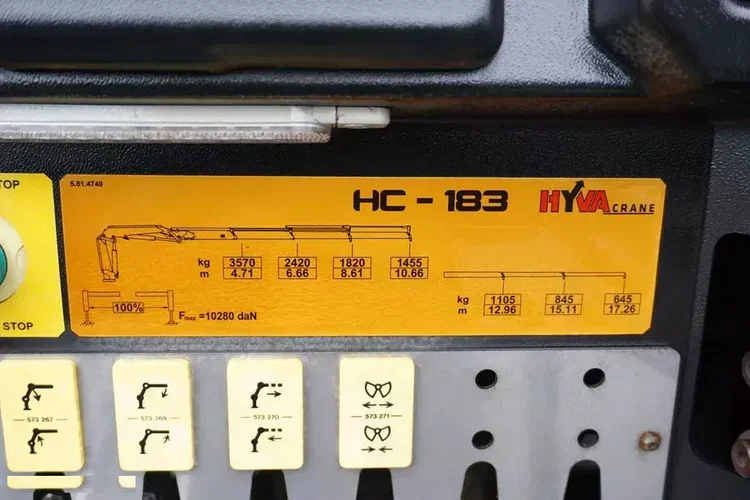 TOP
STOP
5.81.4749
HC - 183
HYVA CRANE
kg 3570 2420 1820 1455
m 4.71 6.66 8.61 10.66
kg 1105 845 645
m 12.96 15.11 17.26
100%
Fmax =10280 daN
573 267
573 269
573 270
573 271